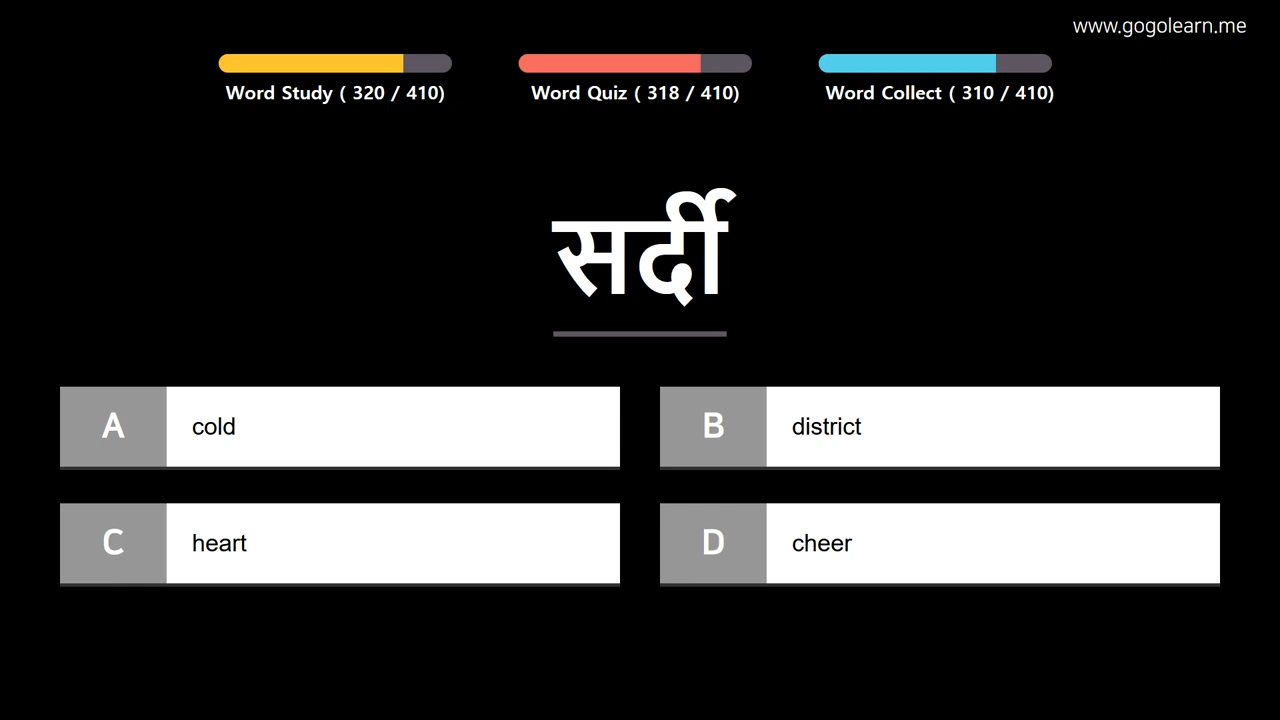 www.gogolearn.me
Word Study ( 320 / 410)
Word Quiz ( 318 / 410)
Word Collect ( 310 / 410)
सर्दी
A cold
B district
C heart
D cheer